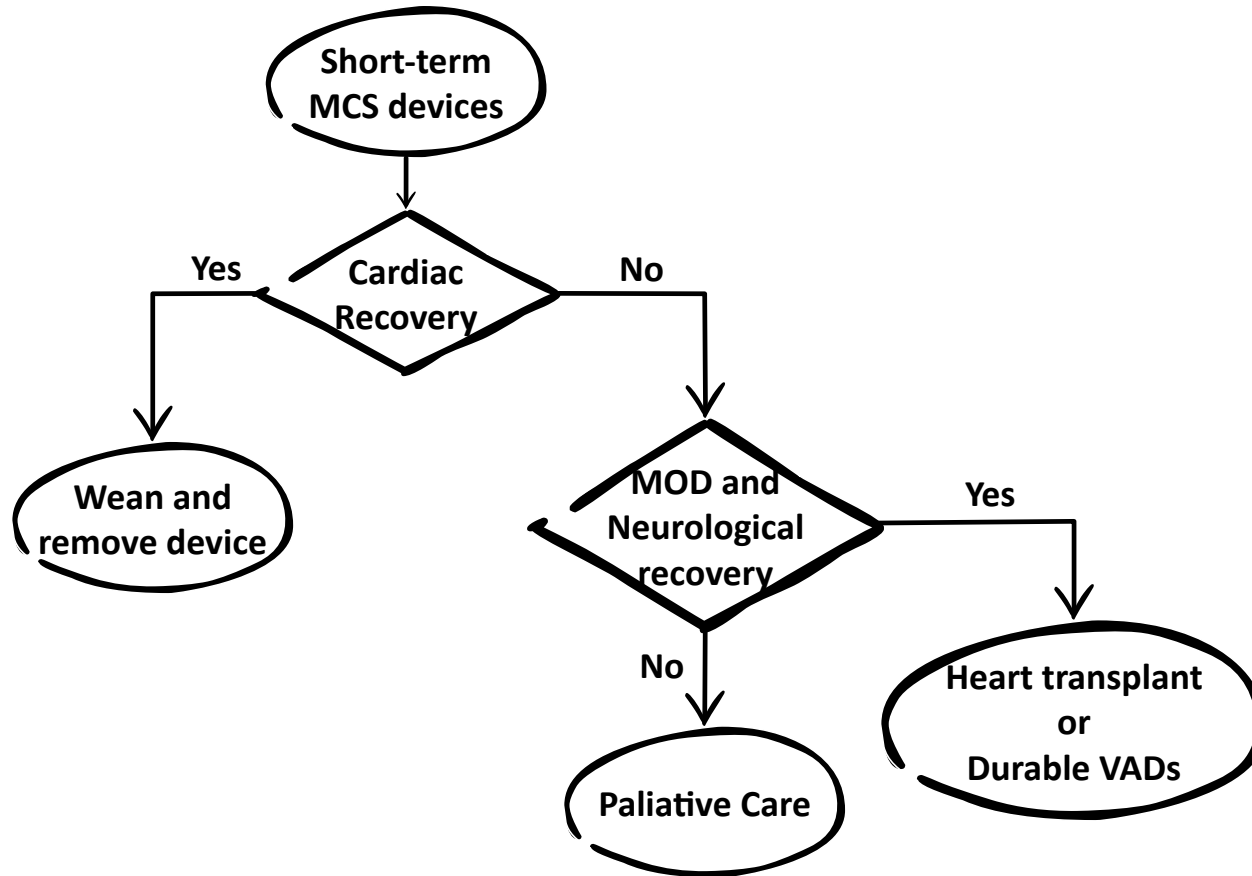 Short-term
MCS devices
Yes
Cardiac
Recovery
No
Wean and
remove device
MOD and
Neurological
recovery
Yes
No
Heart transplant
or
Durable VADs
Paliative Care